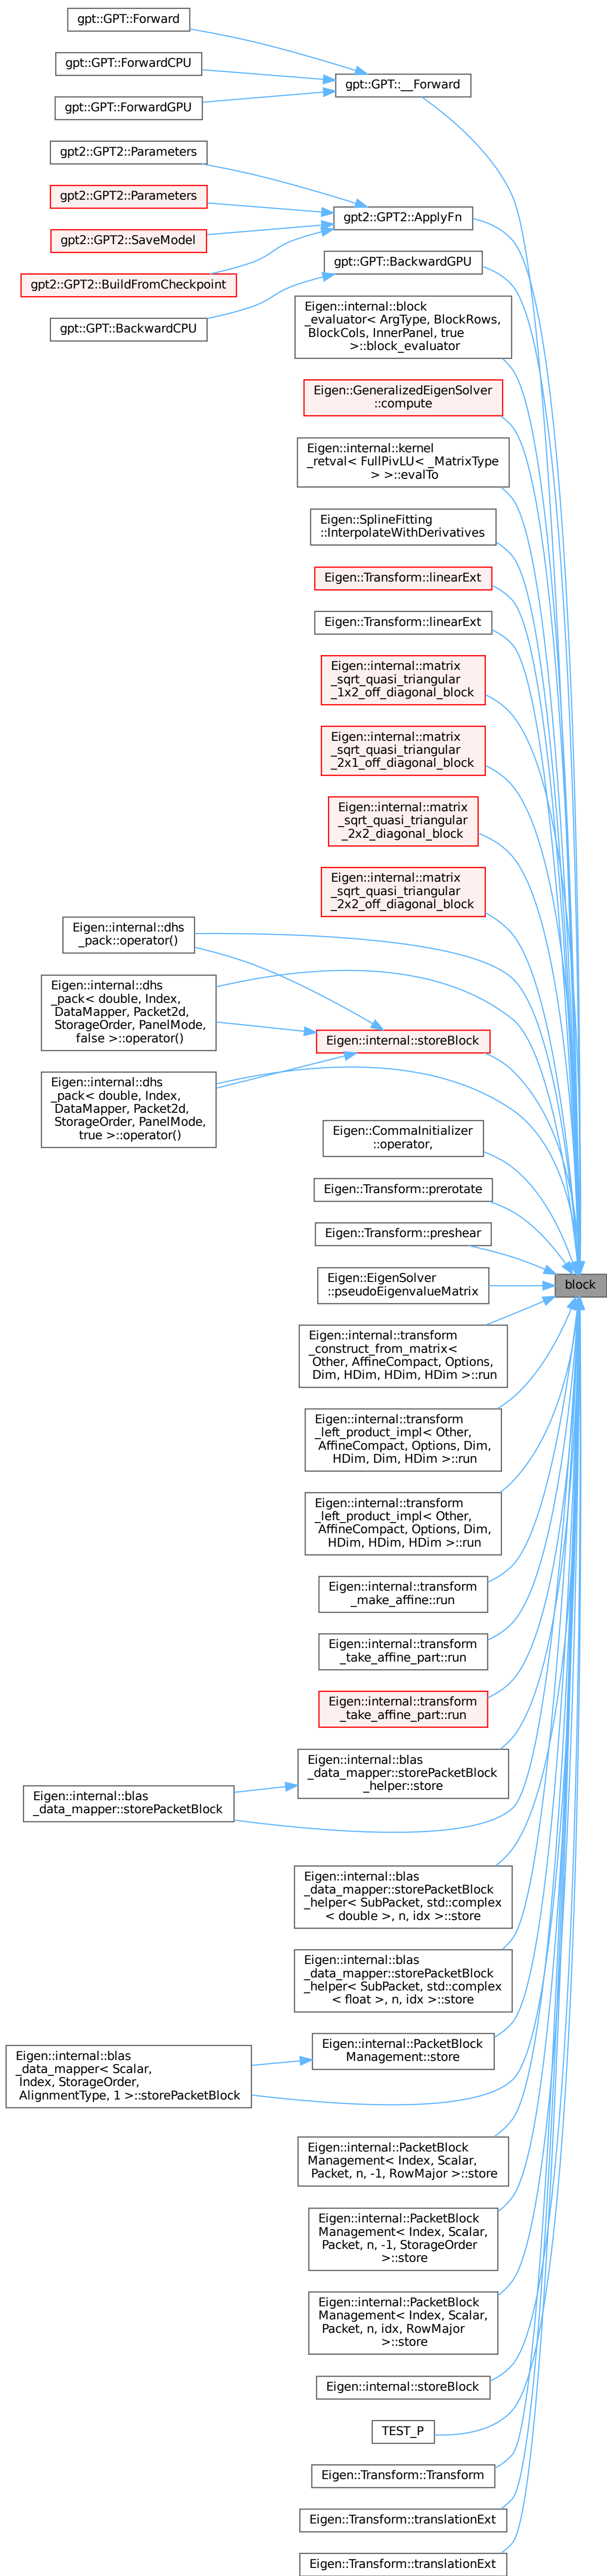 gpt::GPT::Forward
gpt::GPT::ForwardCPU
gpt::GPT::__Forward
gpt::GPT::ForwardGPU
gpt2::GPT2::Parameters
gpt2::GPT2::Parameters
gpt2::GPT2::ApplyFn
gpt2::GPT2::SaveModel
gpt::GPT::BackwardGPU
gpt2::GPT2::BuildFromCheckpoint
gpt::GPT::BackwardCPU
Eigen::internal::block
_evaluator< ArgType, BlockRows,
BlockCols, InnerPanel, true
>::block_evaluator
Eigen::GeneralizedEigenSolver
::compute
Eigen::internal::kernel
_retval< FullPivLU< _MatrixType
> >::evalTo
Eigen::SplineFitting
::InterpolateWithDerivatives
Eigen::Transform::linearExt
Eigen::Transform::linearExt
Eigen::internal::matrix
_sqrt_quasi_triangular
_1x2_off_diagonal_block
Eigen::internal::matrix
_sqrt_quasi_triangular
_2x1_off_diagonal_block
Eigen::internal::matrix
_sqrt_quasi_triangular
_2x2_diagonal_block
Eigen::internal::matrix
_sqrt_quasi_triangular
_2x2_off_diagonal_block
Eigen::internal::dhs
_pack::operator()
Eigen::internal::dhs
_pack< double, Index,
DataMapper, Packet2d,
StorageOrder, PanelMode,
false >::operator()
Eigen::internal::storeBlock
Eigen::internal::dhs
_pack< double, Index,
DataMapper, Packet2d,
StorageOrder, PanelMode,
true >::operator()
Eigen::CommaInitializer
::operator,
Eigen::Transform::prerotate
Eigen::Transform::preshear
block
Eigen::EigenSolver
::pseudoEigenvalueMatrix
Eigen::internal::transform
_construct_from_matrix<
Other, AffineCompact, Options,
Dim, HDim, HDim, HDim >::run
Eigen::internal::transform
_left_product_impl< Other,
AffineCompact, Options, Dim,
HDim, Dim, HDim >::run
Eigen::internal::transform
_left_product_impl< Other,
AffineCompact, Options, Dim,
HDim, HDim, HDim >::run
Eigen::internal::transform
_make_affine::run
Eigen::internal::transform
_take_affine_part::run
Eigen::internal::transform
_take_affine_part::run
Eigen::internal::blas
_data_mapper::storePacketBlock
_helper::store
Eigen::internal::blas
_data_mapper::storePacketBlock
Eigen::internal::blas
_data_mapper::storePacketBlock
_helper< SubPacket, std::complex
< double >, n, idx >::store
Eigen::internal::blas
_data_mapper::storePacketBlock
_helper< SubPacket, std::complex
< float >, n, idx >::store
Eigen::internal::PacketBlock
Management::store
Eigen::internal::blas
_data_mapper< Scalar,
Index, StorageOrder,
AlignmentType, 1 >::storePacketBlock
Eigen::internal::PacketBlock
Management< Index, Scalar,
Packet, n, -1, RowMajor >::store
Eigen::internal::PacketBlock
Management< Index, Scalar,
Packet, n, -1, StorageOrder
>::store
Eigen::internal::PacketBlock
Management< Index, Scalar,
Packet, n, idx, RowMajor
>::store
Eigen::internal::storeBlock
TEST_P
Eigen::Transform::Transform
Eigen::Transform::translationExt
Eigen::Transform::translationExt